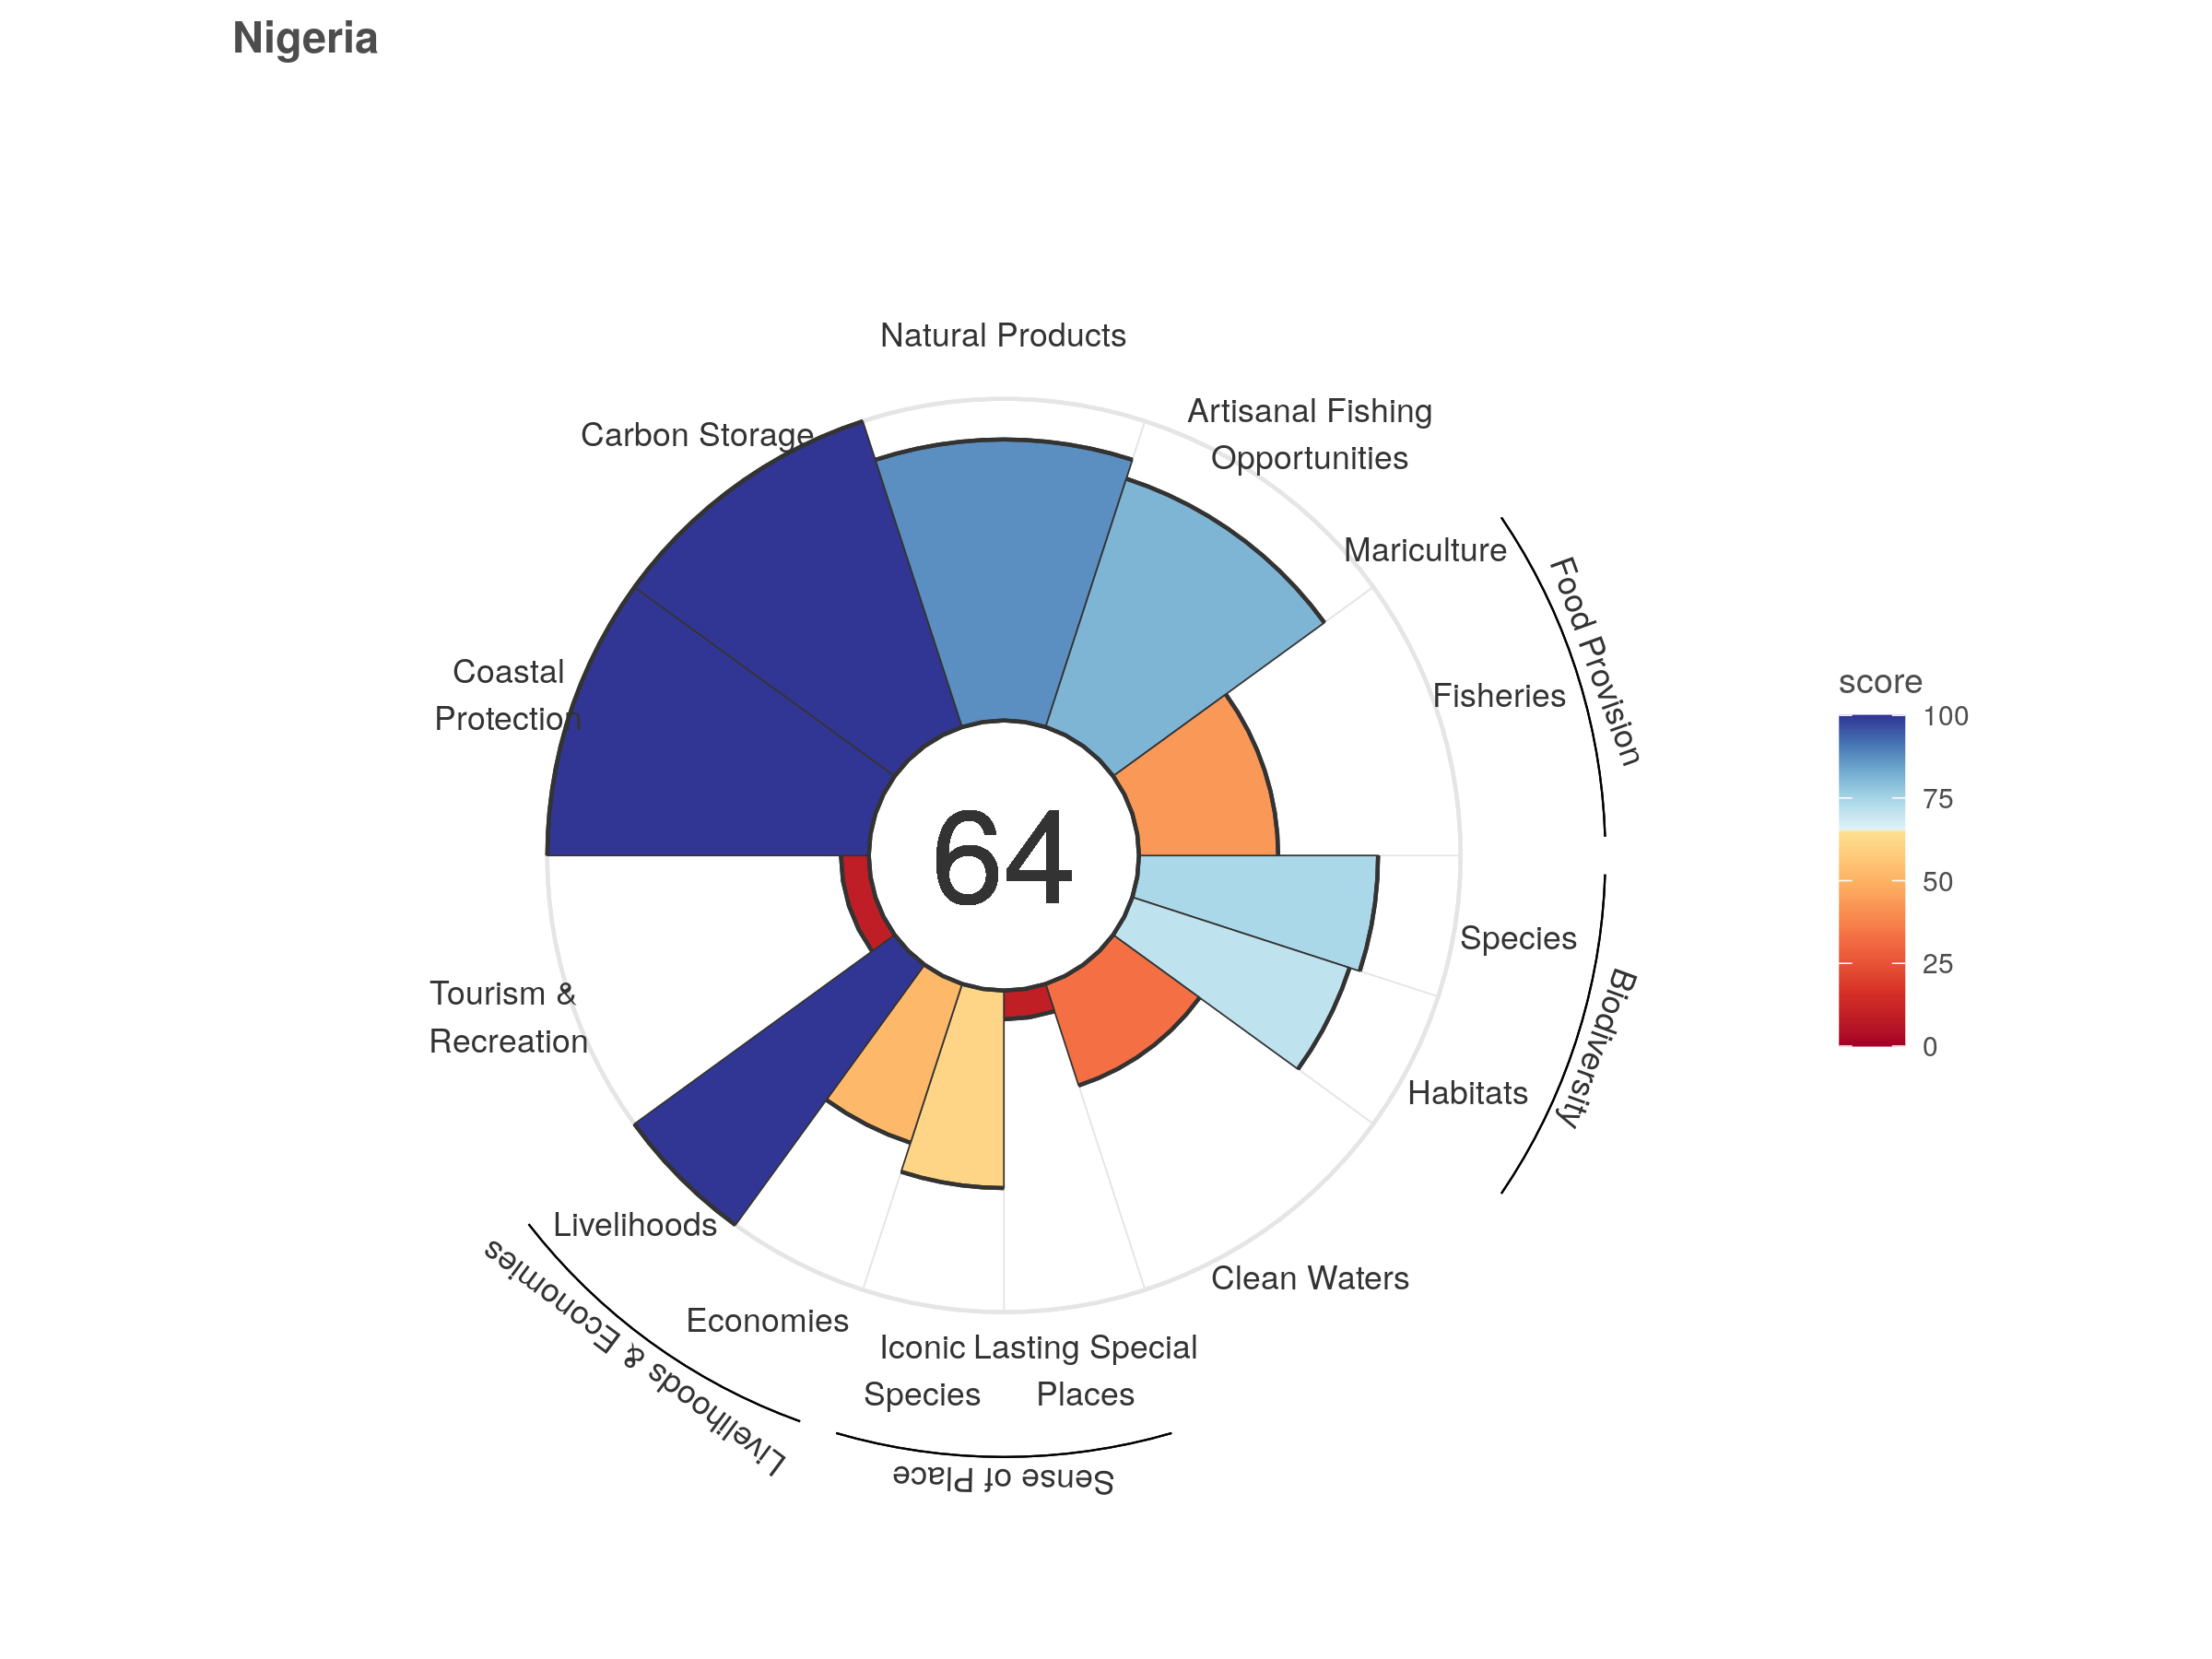 Nigeria
Natural Products
Artisanal Fishing
Opportunities
Carbon Storage
Mariculture
Food Provision
Fisheries
Coastal
Protection
score
100
75
50
25
0
64
Species
Biodiversity
Habitats
Tourism &
Recreation
Livelihoods
Livelihoods & Economies
Economies
Clean Waters
Iconic
Species
Lasting Special
Places
Sense of Place